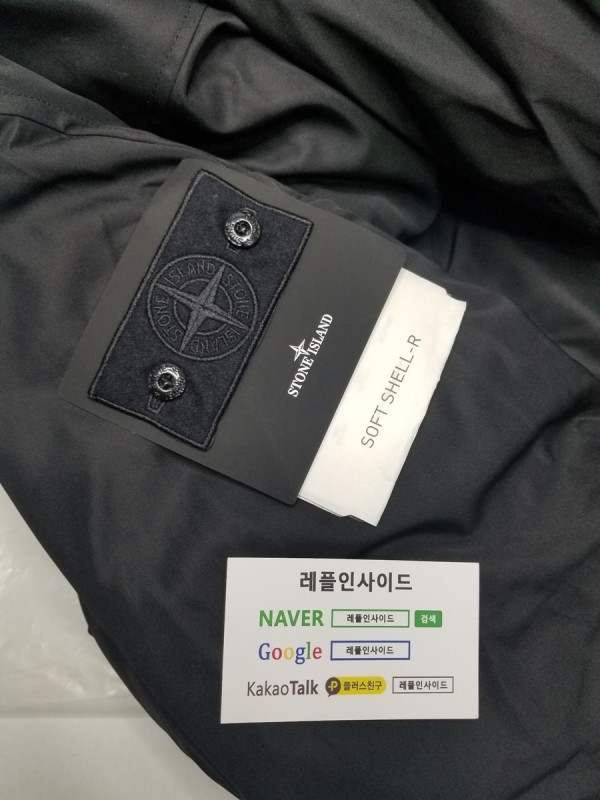 STONE ISLAND
STONE ISLAND
STONE ISLAND
SOFT SHELL-R
레플인사이드
NAVER 레플인사이드 검색
Google 레플인사이드
KakaoTalk P 플러스친구 레플인사이드